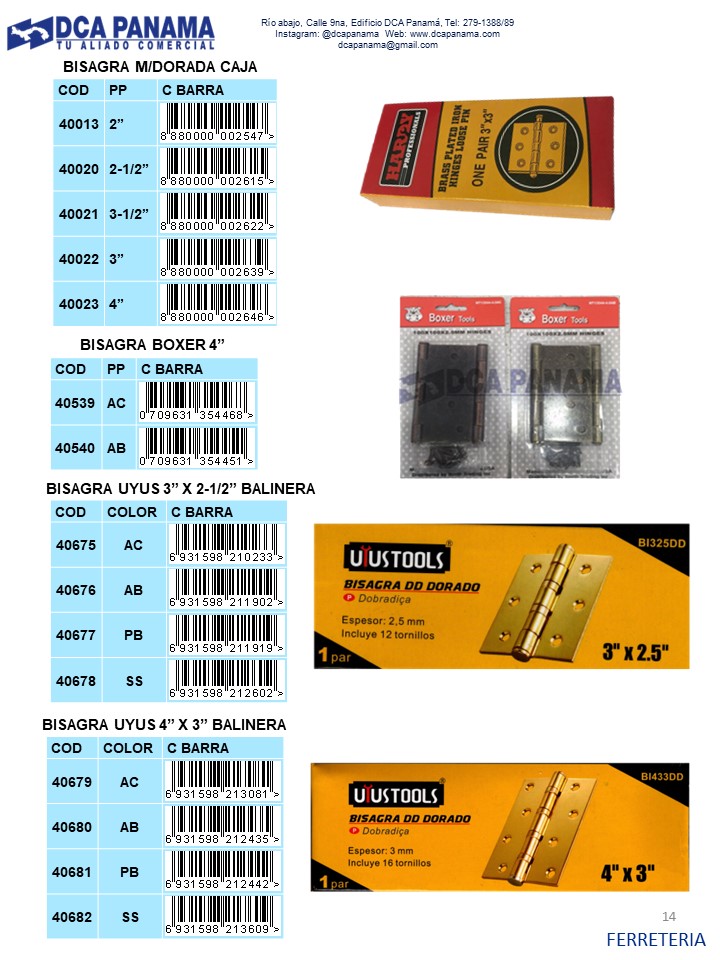 DCA PANAMA
TU ALIADO COMERCIAL
Río abajo, Calle 9na, Edificio DCA Panamá, Tel: 279-1388/89
Instagram: @dcapanama Web: www.dcapanama.com
dcapanama@gmail.com
BISAGRA M/DORADA CAJA
COD PP C BARRA
40013 2” 8 880000 002547 >
40020 2-1/2” 8 880000 002615 >
40021 3-1/2” 8 880000 002622 >
40022 3” 8 880000 002639 >
40023 4” 8 880000 002646 >
HARPY
PROFESSIONALS
BRASS PLATED IRON
HINGES LOOSE PIN
ONE PAIR 3"X3"
BISAGRA BOXER 4”
COD PP C BARRA
40539 AC 0 709631 354468 >
40540 AB 0 709631 354451 >
Boxer Tools
Boxer Tools
DCA PANAMA
BISAGRA UYUS 3” X 2-1/2” BALINERA
COD COLOR C BARRA
40675 AC 6 931598 210233 >
40676 AB 6 931598 211902 >
40677 PB 6 931598 211919 >
40678 SS 6 931598 212602 >
BI325DD
UYUSTOOLS®
BISAGRA DD DORADO
P Dobradiça
Espesor: 2,5 mm
Incluye 12 tornillos
1 par
3" x 2.5"
BISAGRA UYUS 4” X 3” BALINERA
COD COLOR C BARRA
40679 AC 6 931598 213081 >
40680 AB 6 931598 212435 >
40681 PB 6 931598 212442 >
40682 SS 6 931598 213609 >
BI433DD
UYUSTOOLS®
BISAGRA DD DORADO
P Dobradiça
Espesor: 3 mm
Incluye 16 tornillos
1 par
4" x 3"
14
FERRETERIA